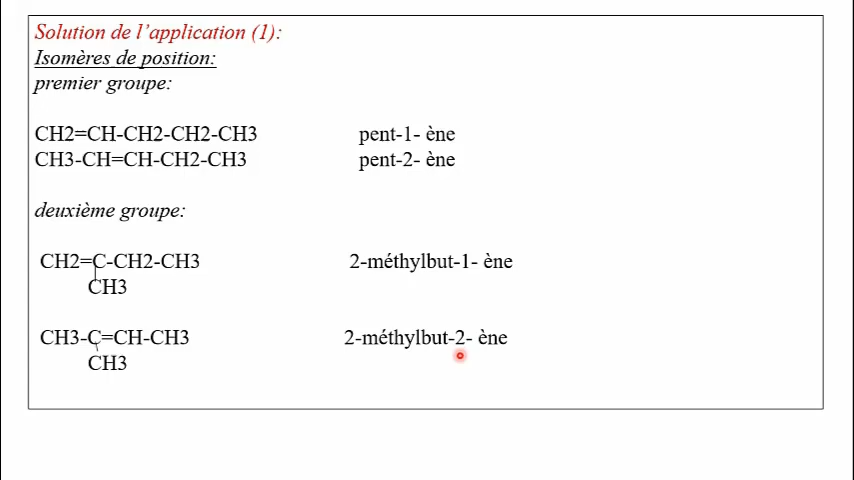 Solution de l’application (1):
Isomères de position:
premier groupe:
CH2=CH-CH2-CH2-CH3 pent-1- ène
CH3-CH=CH-CH2-CH3 pent-2- ène
deuxième groupe:
CH2=C-CH2-CH3 2-méthylbut-1- ène
CH3
CH3-C=CH-CH3 2-méthylbut-2- ène
CH3